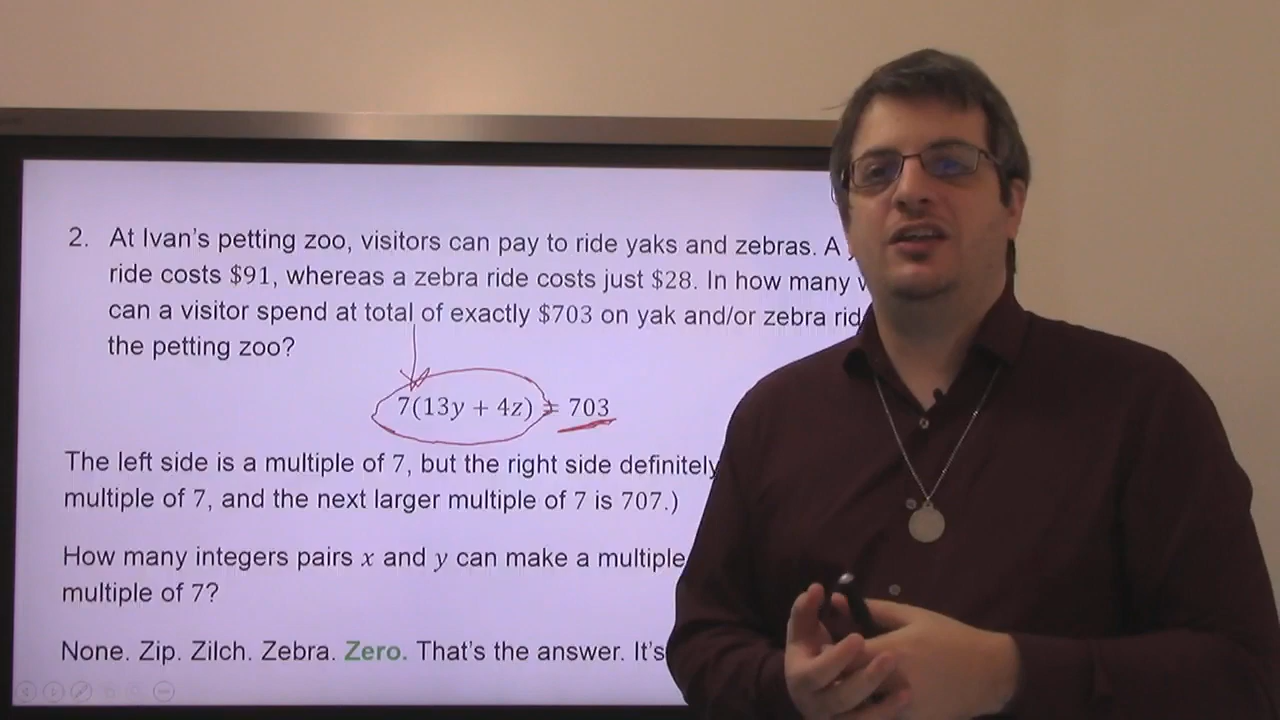 2. At Ivan's petting zoo, visitors can pay to ride yaks and zebras. A
ride costs $91, whereas a zebra ride costs just $28. In how many
can a visitor spend at total of exactly $703 on yak and/or zebra rid
the petting zoo?
7(13y + 4z) = 703
The left side is a multiple of 7, but the right side definitely
multiple of 7, and the next larger multiple of 7 is 707.)
How many integers pairs x and y can make a multiple
multiple of 7?
None. Zip. Zilch. Zebra. Zero. That's the answer. It's